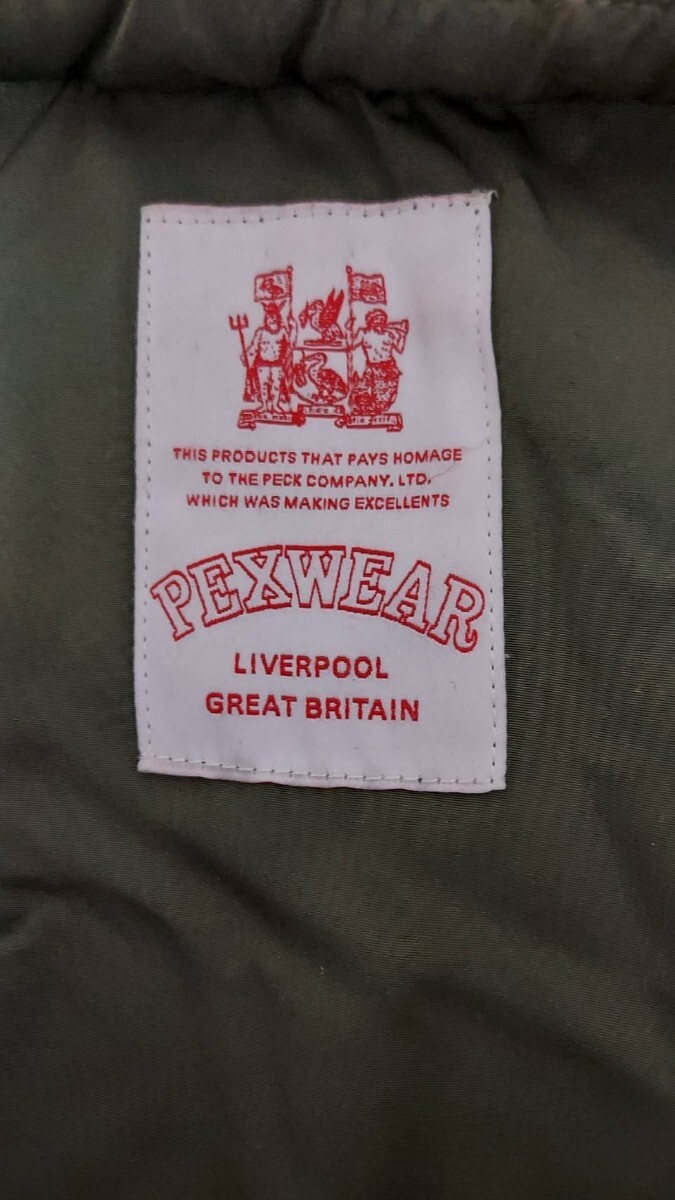 THIS PRODUCTS THAT PAYS HOMAGE
TO THE PECK COMPANY. LTD.
WHICH WAS MAKING EXCELLENTS
PEXWEAR
LIVERPOOL
GREAT BRITAIN